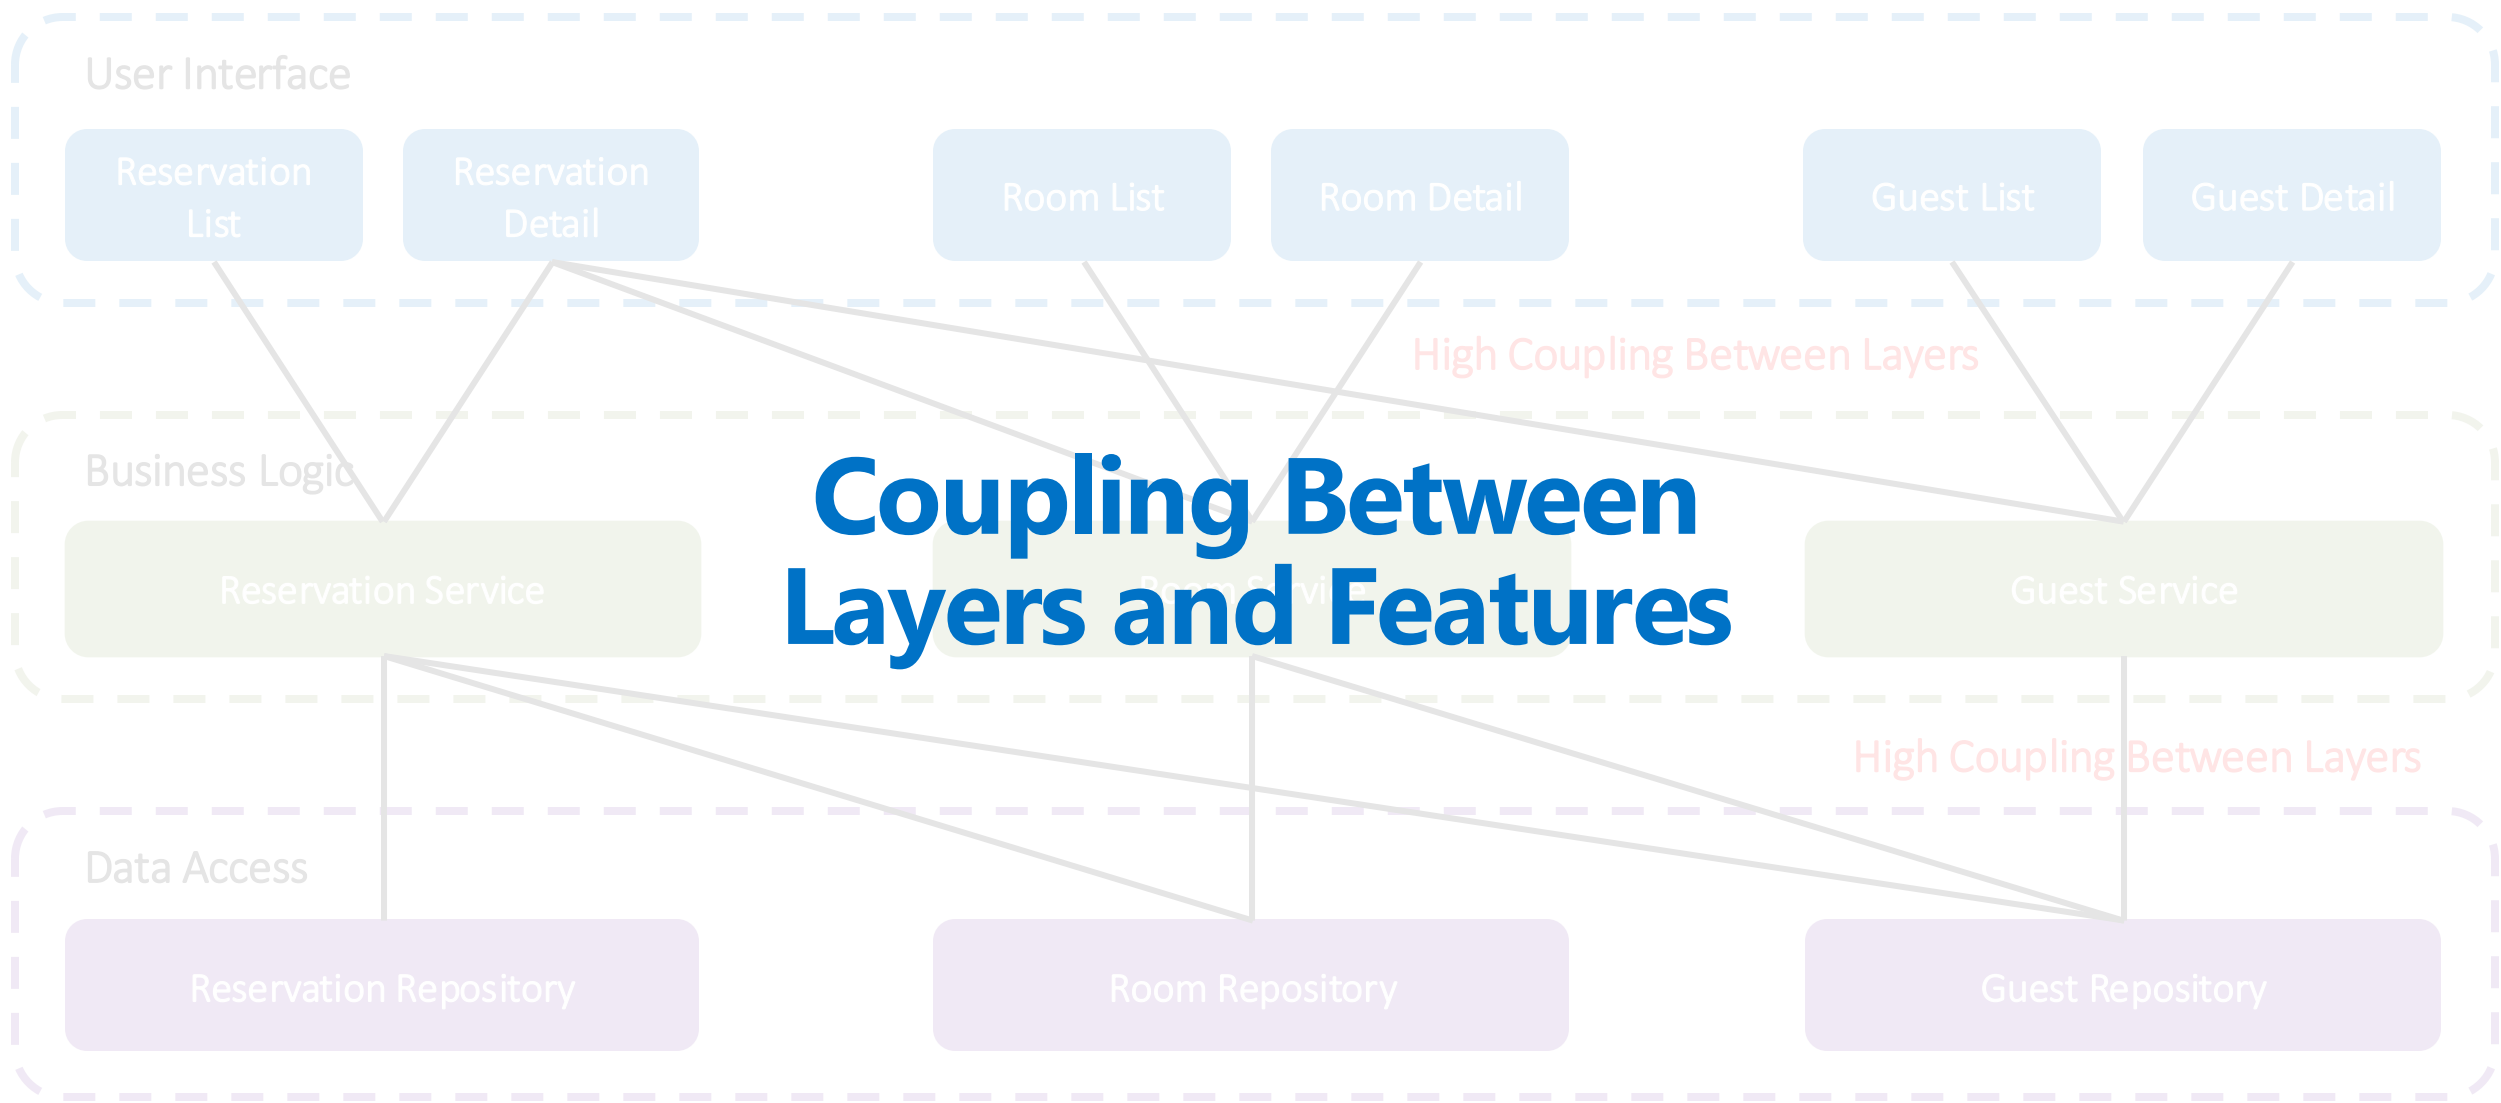 User Interface
Reservation
List
Reservation
Detail
Room List
Room Detail
Guest List
Guest Detail
High Coupling Between Layers
Business Logic
Coupling Between
Layers and Features
Reservation Service
Room Service
Guest Service
High Coupling Between Layers
Data Access
Reservation Repository
Room Repository
Guest Repository